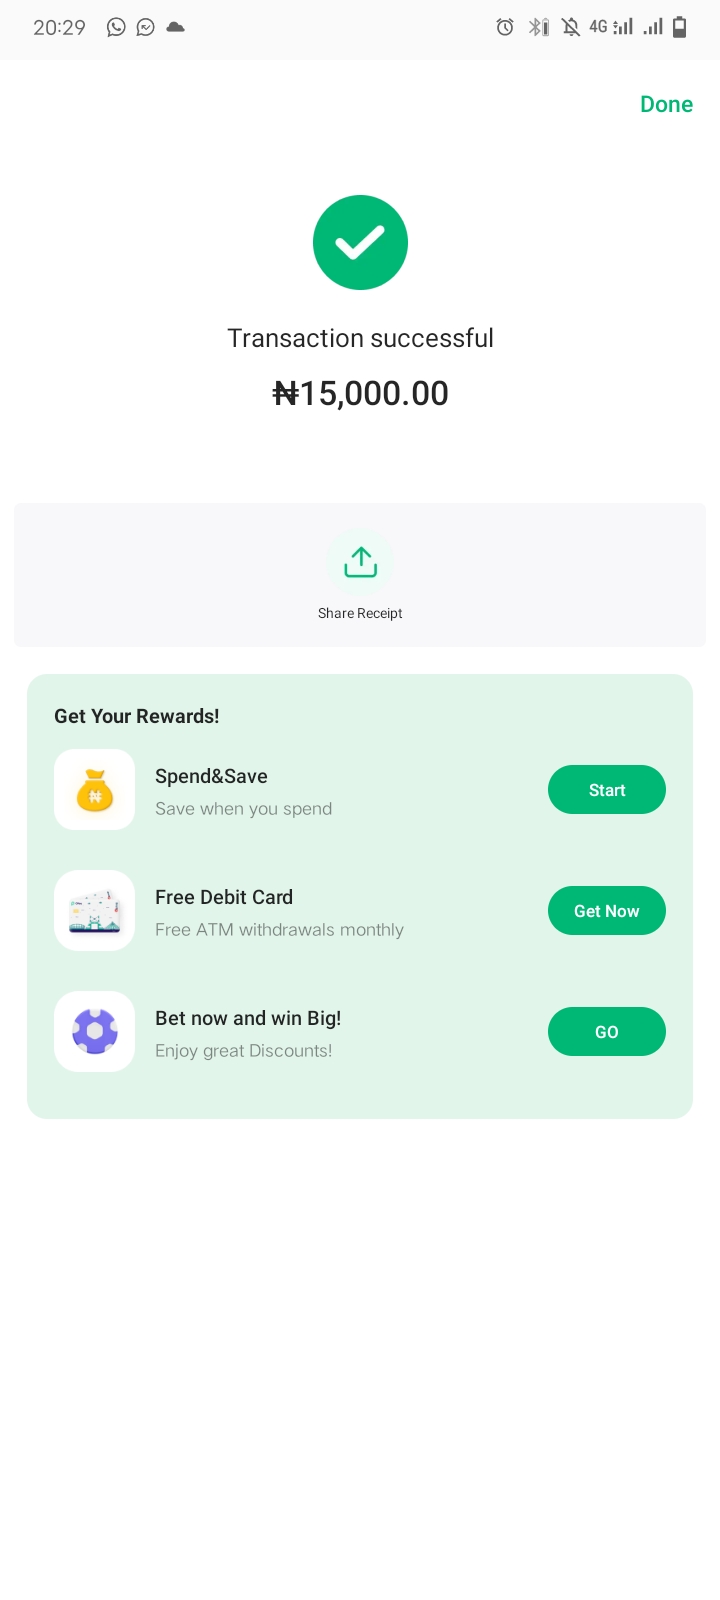 20:29
4G
Done
Transaction successful
₦15,000.00
Share Receipt
Get Your Rewards!
Spend&Save
Save when you spend
Start
Free Debit Card
Free ATM withdrawals monthly
Get Now
Bet now and win Big!
Enjoy great Discounts!
GO